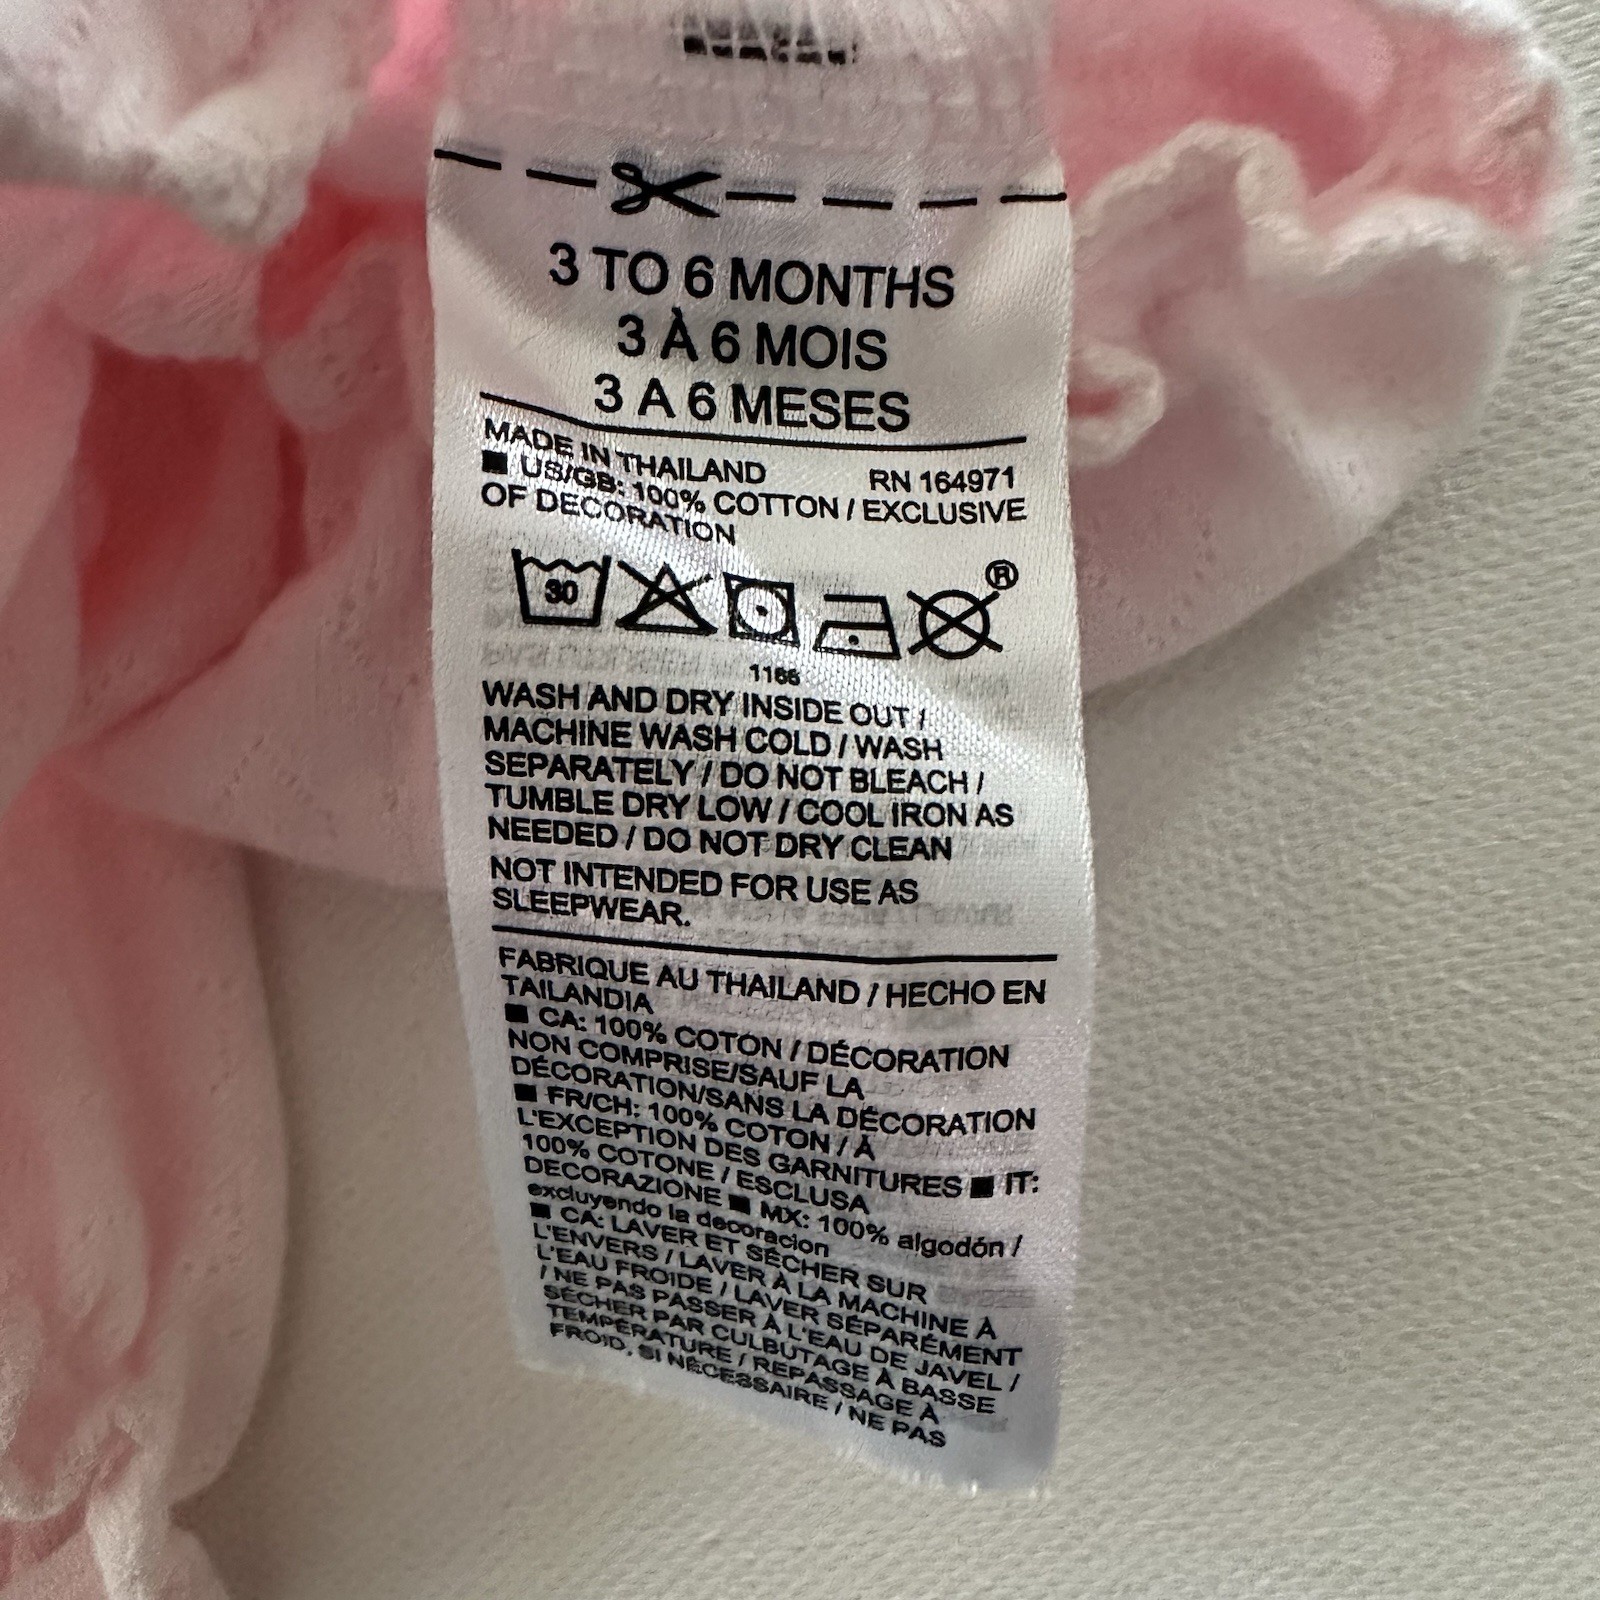 3 TO 6 MONTHS
3 À 6 MOIS
3 A 6 MESES
MADE IN THAILAND RN 164971
■ US/GB: 100% COTTON / EXCLUSIVE
OF DECORATION
30
®
1166
WASH AND DRY INSIDE OUT /
MACHINE WASH COLD / WASH
SEPARATELY / DO NOT BLEACH /
TUMBLE DRY LOW / COOL IRON AS
NEEDED / DO NOT DRY CLEAN
NOT INTENDED FOR USE AS
SLEEPWEAR.
FABRIQUE AU THAILAND / HECHO EN
TAILANDIA
■ CA: 100% COTON / DÉCORATION
NON COMPRISE/SAUF LA
DÉCORATION/SANS LA DÉCORATION
■ FR/CH: 100% COTON / À
L'EXCEPTION DES GARNITURES ■ IT:
100% COTONE / ESCLUSA
DECORAZIONE ■ MX: 100% algodón /
excluyendo la decoracion
■ CA: LAVER ET SÉCHER SUR
L'ENVERS / LAVER À LA MACHINE À
L'EAU FROIDE / LAVER SÉPARÉMENT
/ NE PAS PASSER À L'EAU DE JAVEL /
SÉCHER PAR CULBUTAGE À BASSE
TEMPÉRATURE / REPASSAGE À
FROID, SI NÉCESSAIRE / NE PAS